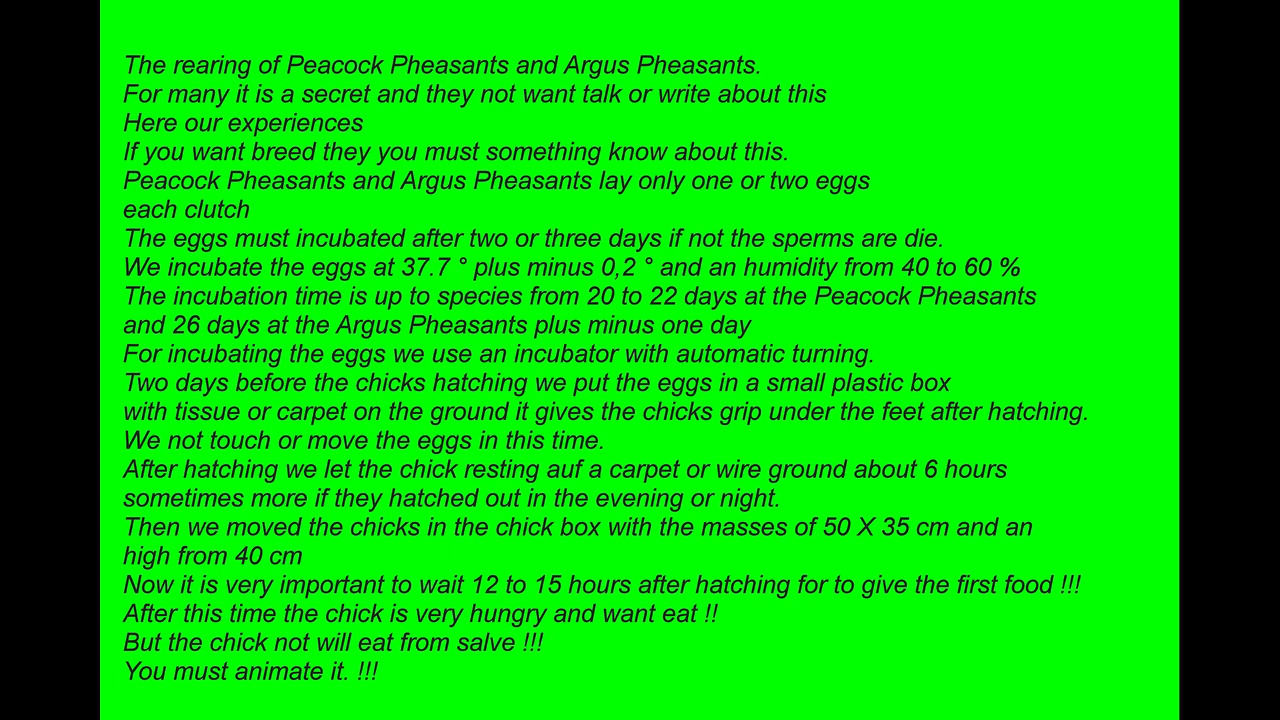 The rearing of Peacock Pheasants and Argus Pheasants.
For many it is a secret and they not want talk or write about this
Here our experiences
If you want breed they you must something know about this.
Peacock Pheasants and Argus Pheasants lay only one or two eggs
each clutch
The eggs must incubated after two or three days if not the sperms are die.
We incubate the eggs at 37.7 ° plus minus 0,2 ° and an humidity from 40 to 60 %
The incubation time is up to species from 20 to 22 days at the Peacock Pheasants
and 26 days at the Argus Pheasants plus minus one day
For incubating the eggs we use an incubator with automatic turning.
Two days before the chicks hatching we put the eggs in a small plastic box
with tissue or carpet on the ground it gives the chicks grip under the feet after hatching.
We not touch or move the eggs in this time.
After hatching we let the chick resting auf a carpet or wire ground about 6 hours
sometimes more if they hatched out in the evening or night.
Then we moved the chicks in the chick box with the masses of 50 X 35 cm and an
high from 40 cm
Now it is very important to wait 12 to 15 hours after hatching for to give the first food !!!
After this time the chick is very hungry and want eat !!
But the chick not will eat from salve !!!
You must animate it. !!!